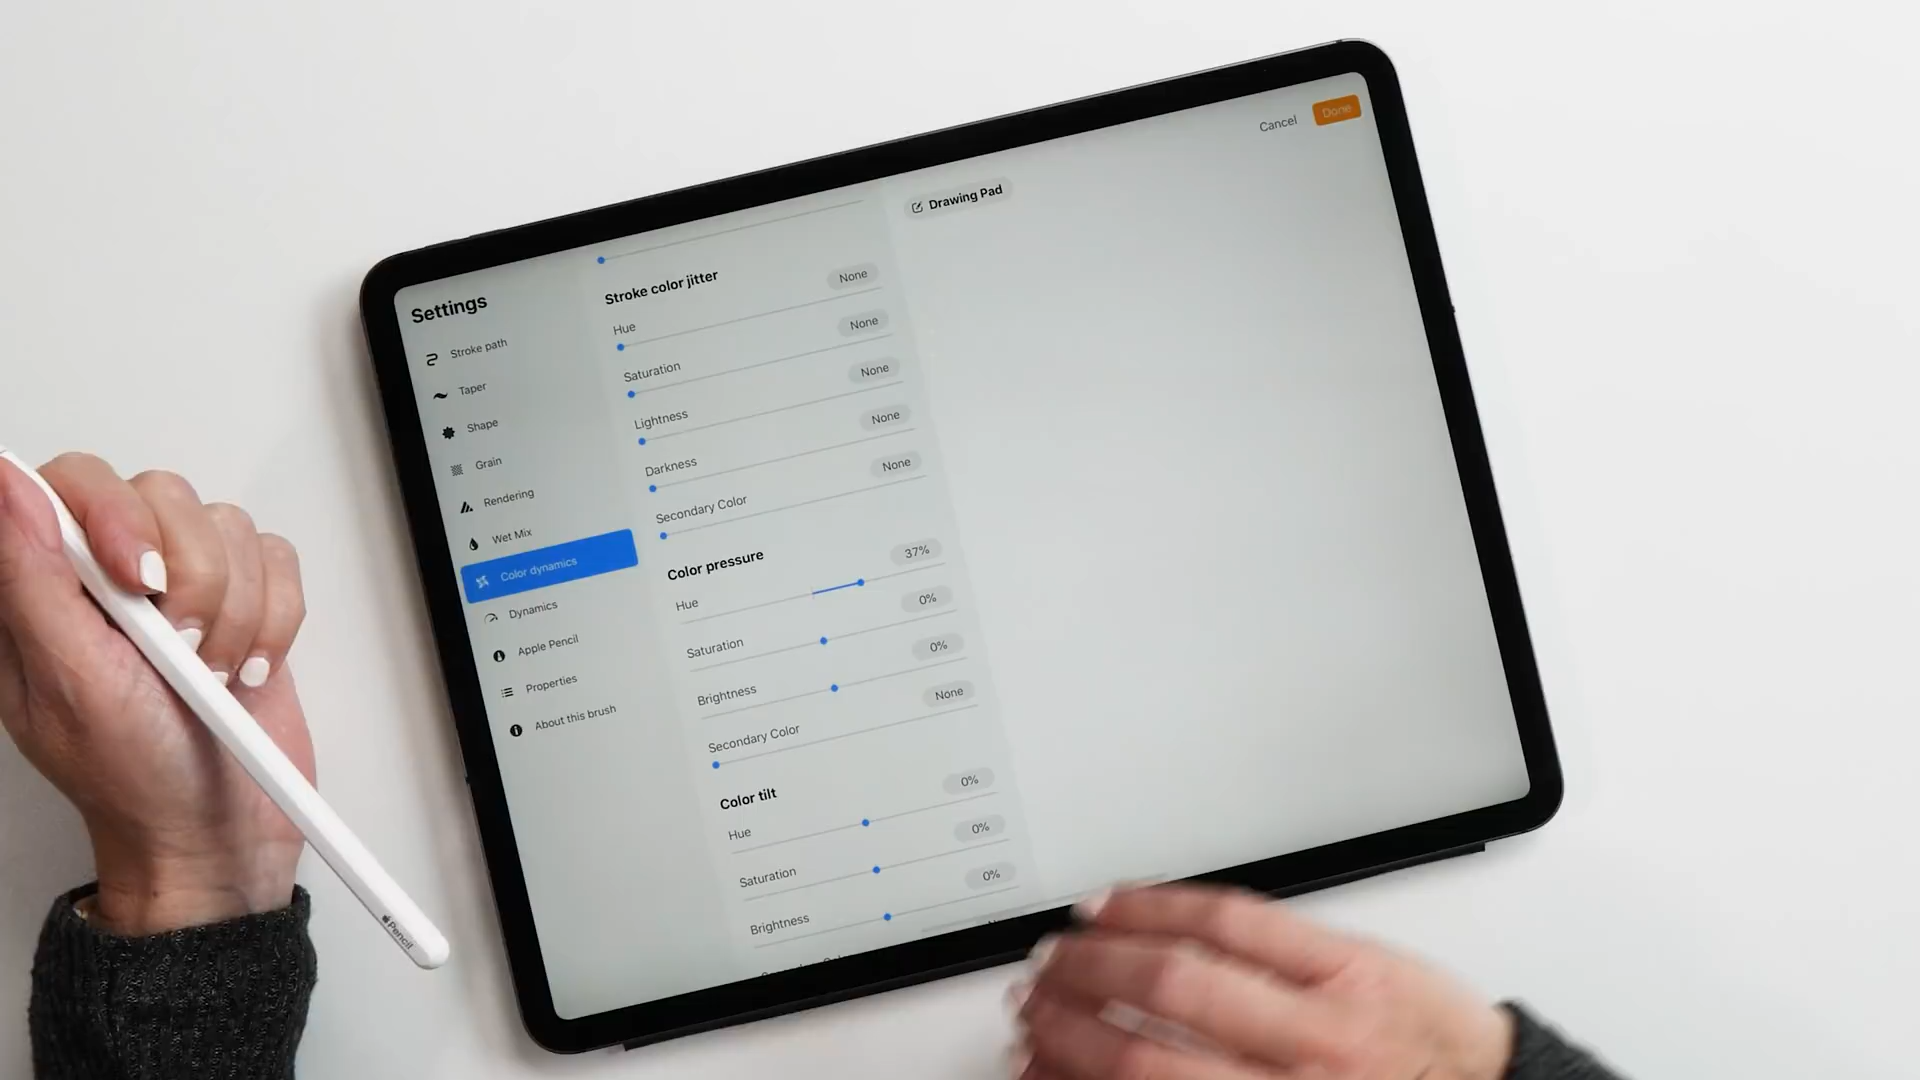 Cancel
Done
Drawing Pad
Settings
Stroke path
Taper
Shape
Grain
Rendering
Wet Mix
Color dynamics
Dynamics
Apple Pencil
Properties
About this brush
Stroke color jitter
Hue
None
Saturation
None
Lightness
None
Darkness
None
Secondary Color
None
Color pressure
Hue
37%
Saturation
0%
Brightness
0%
Secondary Color
None
Color tilt
Hue
0%
Saturation
0%
Brightness
0%
Pencil